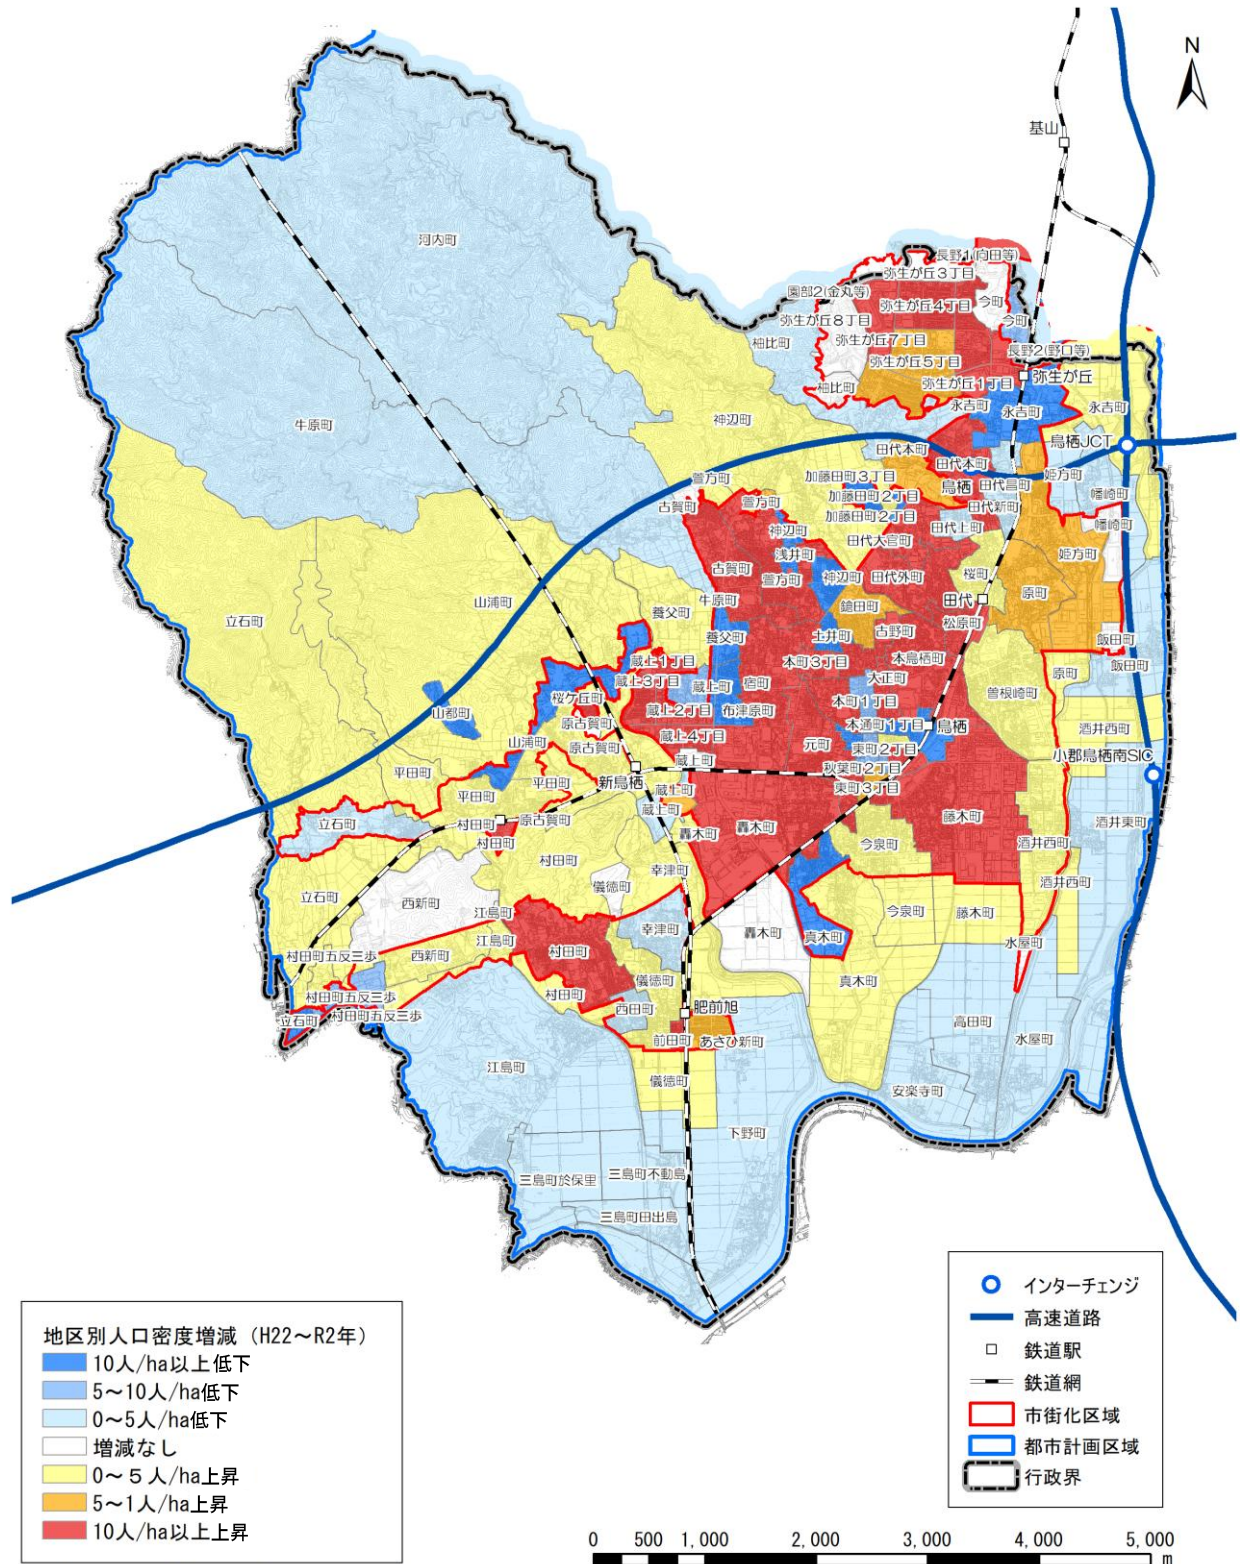 N
基山
河内町
長野1(向田等)
弥生が丘3丁目
園部2(金丸等)
弥生が丘4丁目
今町
今町
弥生が丘8丁目
柚比町
弥生が丘7丁目
長野2(野口等)
弥生が丘5丁目
弥生が丘
柚比町
弥生が丘1丁目
永吉町
永吉町
永吉町
牛原町
神辺町
鳥栖JCT
田代本町
田代本町
萱方町
加藤田町3丁目
鳥栖
田代昌町
姫方町
幡崎町
古賀町
萱方町
加藤田町2丁目
加藤田町2丁目
田代新町
幡崎町
神辺町
田代上町
浅井町
田代大官町
姫方町
古賀町
萱方町
神辺町
田代外町
桜町
原町
立石町
山浦町
養父町
牛原町
鎗田町
田代
養父町
土井町
古野町
松原町
飯田町
蔵上1丁目
本町3丁目
本鳥栖町
飯田町
蔵上3丁目
蔵上町
宿町
大正町
曽根崎町
原町
桜ケ丘町
山都町
原古賀町
蔵上2丁目
布津原町
本町1丁目
酒井西町
山浦町
原古賀町
蔵上4丁目
元町
本通町1丁目
鳥栖
東町2丁目
小郡鳥栖南SIC
蔵上町
秋葉町2丁目
平田町
平田町
新鳥栖
蔵上町
東町3丁目
平田町
原古賀町
蔵上町
藤木町
酒井東町
立石町
村田町
村田町
轟木町
轟木町
今泉町
酒井西町
村田町
幸津町
酒井西町
立石町
西新町
儀徳町
江島町
今泉町
藤木町
幸津町
轟木町
真木町
水屋町
村田町五反三歩
西新町
江島町
村田町
村田町五反三歩
村田町
儀徳町
真木町
立石町
村田町五反三歩
西田町
肥前旭
高田町
前田町
あさひ新町
水屋町
江島町
儀徳町
安楽寺町
下野町
三島町於保里
三島町不動島
三島町田出島
地区別人口密度増減（H22～R2年）
10人/ha以上低下
5～10人/ha低下
0～5人/ha低下
増減なし
0～５人/ha上昇
5～1人/ha上昇
10人/ha以上上昇
インターチェンジ
高速道路
鉄道駅
鉄道網
市街化区域
都市計画区域
行政界
0 500 1,000 2,000 3,000 4,000 5,000
m